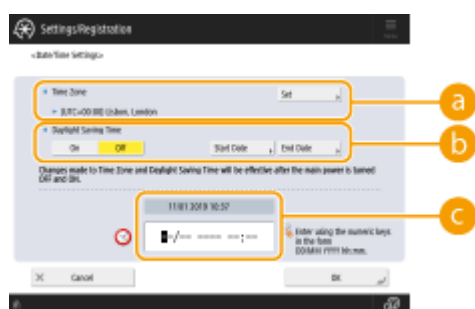 Settings/Registration
Menu
<Date/Time Settings>
Time Zone
Set
(UTC+00:00) Lisbon, London
Daylight Saving Time
On
Off
Start Date
End Date
Changes made to Time Zone and Daylight Saving Time will be effective after the main power is turned
OFF and ON.
11/01 2019 10:37
--/-- ---- --:--
Enter using the numeric keys
in the form
DD/MM YYYY hh:mm.
Cancel
OK
a
b
c